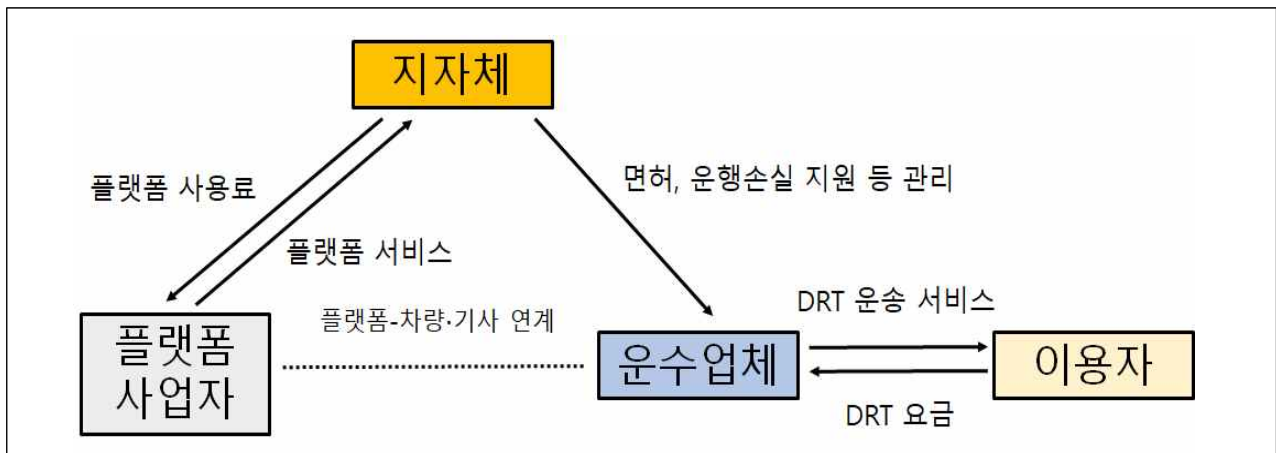 지자체
플랫폼 사용료
면허, 운행손실 지원 등 관리
플랫폼 서비스
DRT 운송 서비스
플랫폼-차량·기사 연계
플랫폼
사업자
운수업체
이용자
DRT 요금